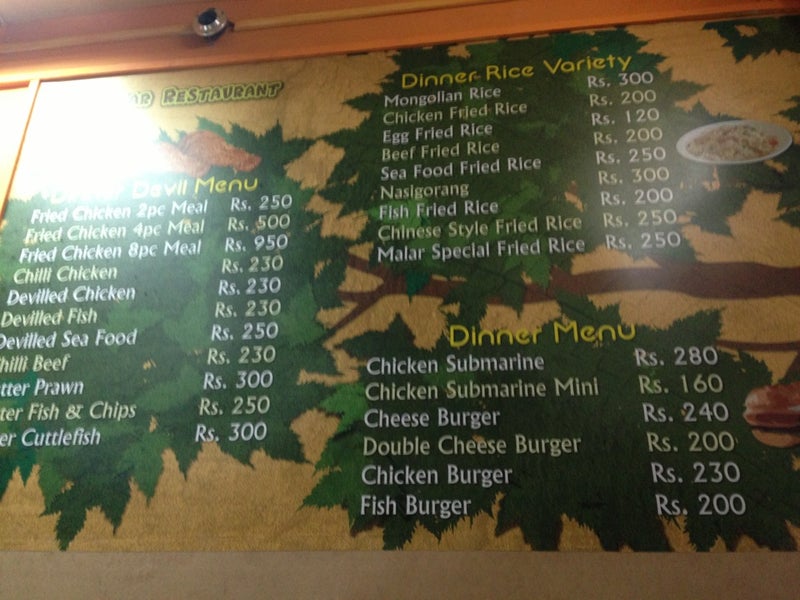 AR RESTAURANT
Dinner Devil Menu
Fried Chicken 2pc Meal Rs. 250
Fried Chicken 4pc Meal Rs. 500
Fried Chicken 8pc Meal Rs. 950
Chilli Chicken Rs. 230
Devilled Chicken Rs. 230
Devilled Fish Rs. 230
Devilled Sea Food Rs. 250
hilli Beef Rs. 230
tter Prawn Rs. 300
ter Fish & Chips Rs. 250
er Cuttlefish Rs. 300
Dinner Rice Variety
Mongolian Rice Rs. 300
Chicken Fried Rice Rs. 200
Egg Fried Rice Rs. 120
Beef Fried Rice Rs. 200
Sea Food Fried Rice Rs. 250
Nasigorang Rs. 300
Fish Fried Rice Rs. 200
Chinese Style Fried Rice Rs. 250
Malar Special Fried Rice Rs. 250
Dinner Menu
Chicken Submarine Rs. 280
Chicken Submarine Mini Rs. 160
Cheese Burger Rs. 240
Double Cheese Burger Rs. 200
Chicken Burger Rs. 230
Fish Burger Rs. 200